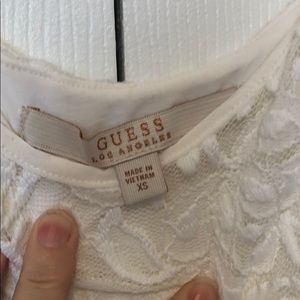 GUESS
LOS ANGELES
MADE IN
VIETNAM
XS